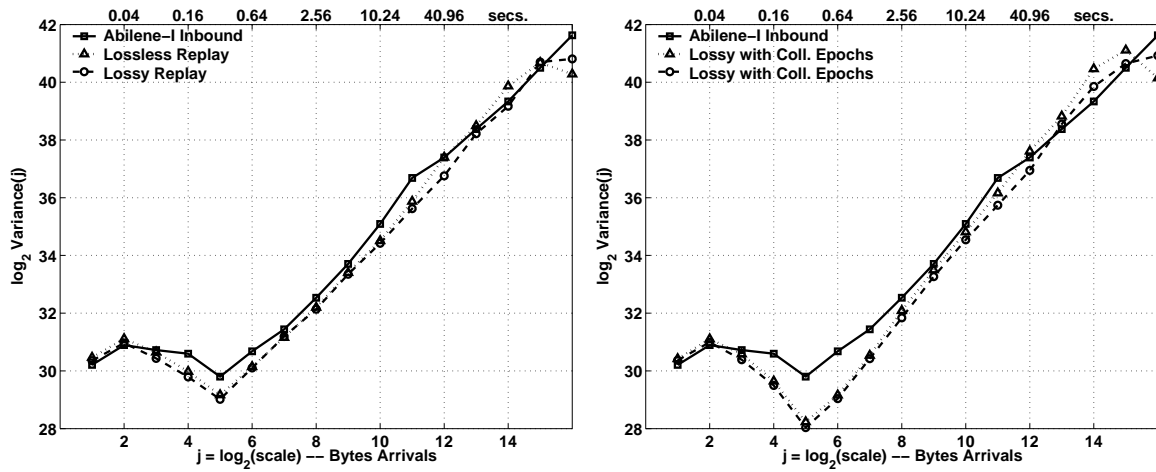 0.04 0.16 0.64 2.56 10.24 40.96 secs.
42
40
38
36
34
32
30
28
log2 Variance(j)
Abilene−I Inbound
Lossless Replay
Lossy Replay
2 4 6 8 10 12 14
j = log2(scale) −− Bytes Arrivals
0.04 0.16 0.64 2.56 10.24 40.96 secs.
42
40
38
36
34
32
30
28
log2 Variance(j)
Abilene−I Inbound
Lossy with Coll. Epochs
Lossy with Coll. Epochs
2 4 6 8 10 12 14
j = log2(scale) −− Bytes Arrivals